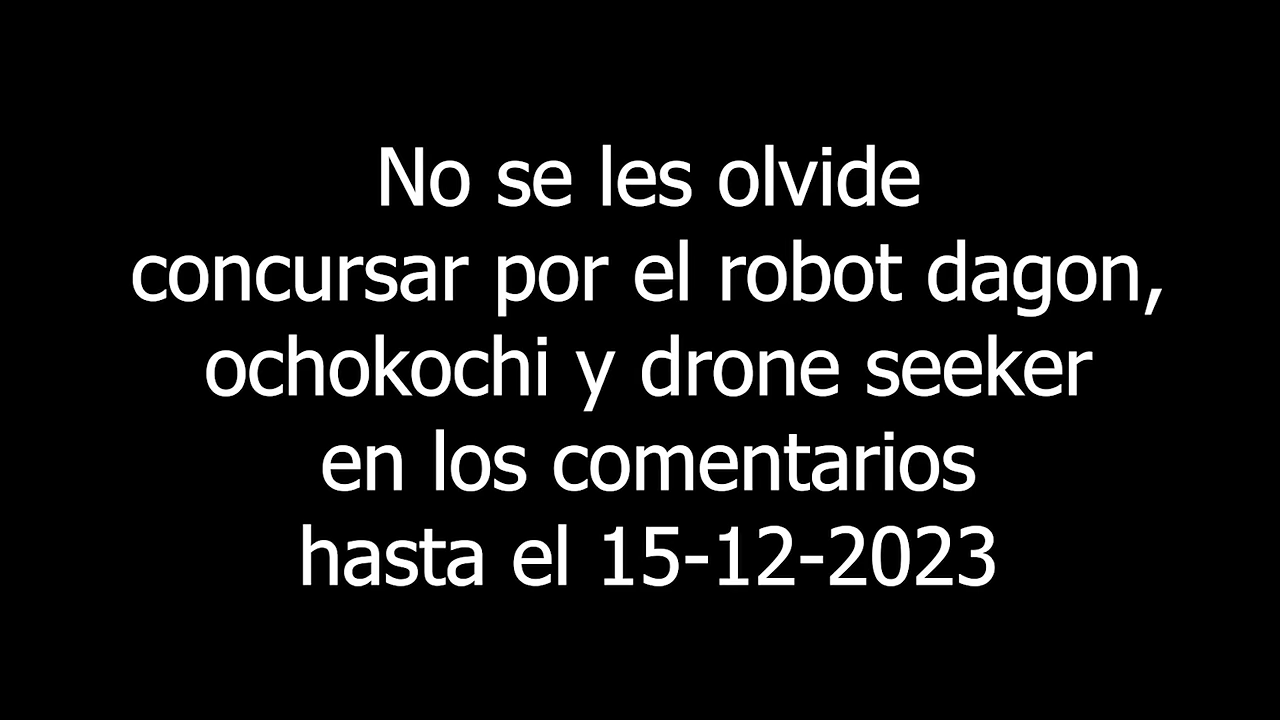 No se les olvide
concursar por el robot dagon,
ochokochi y drone seeker
en los comentarios
hasta el 15-12-2023